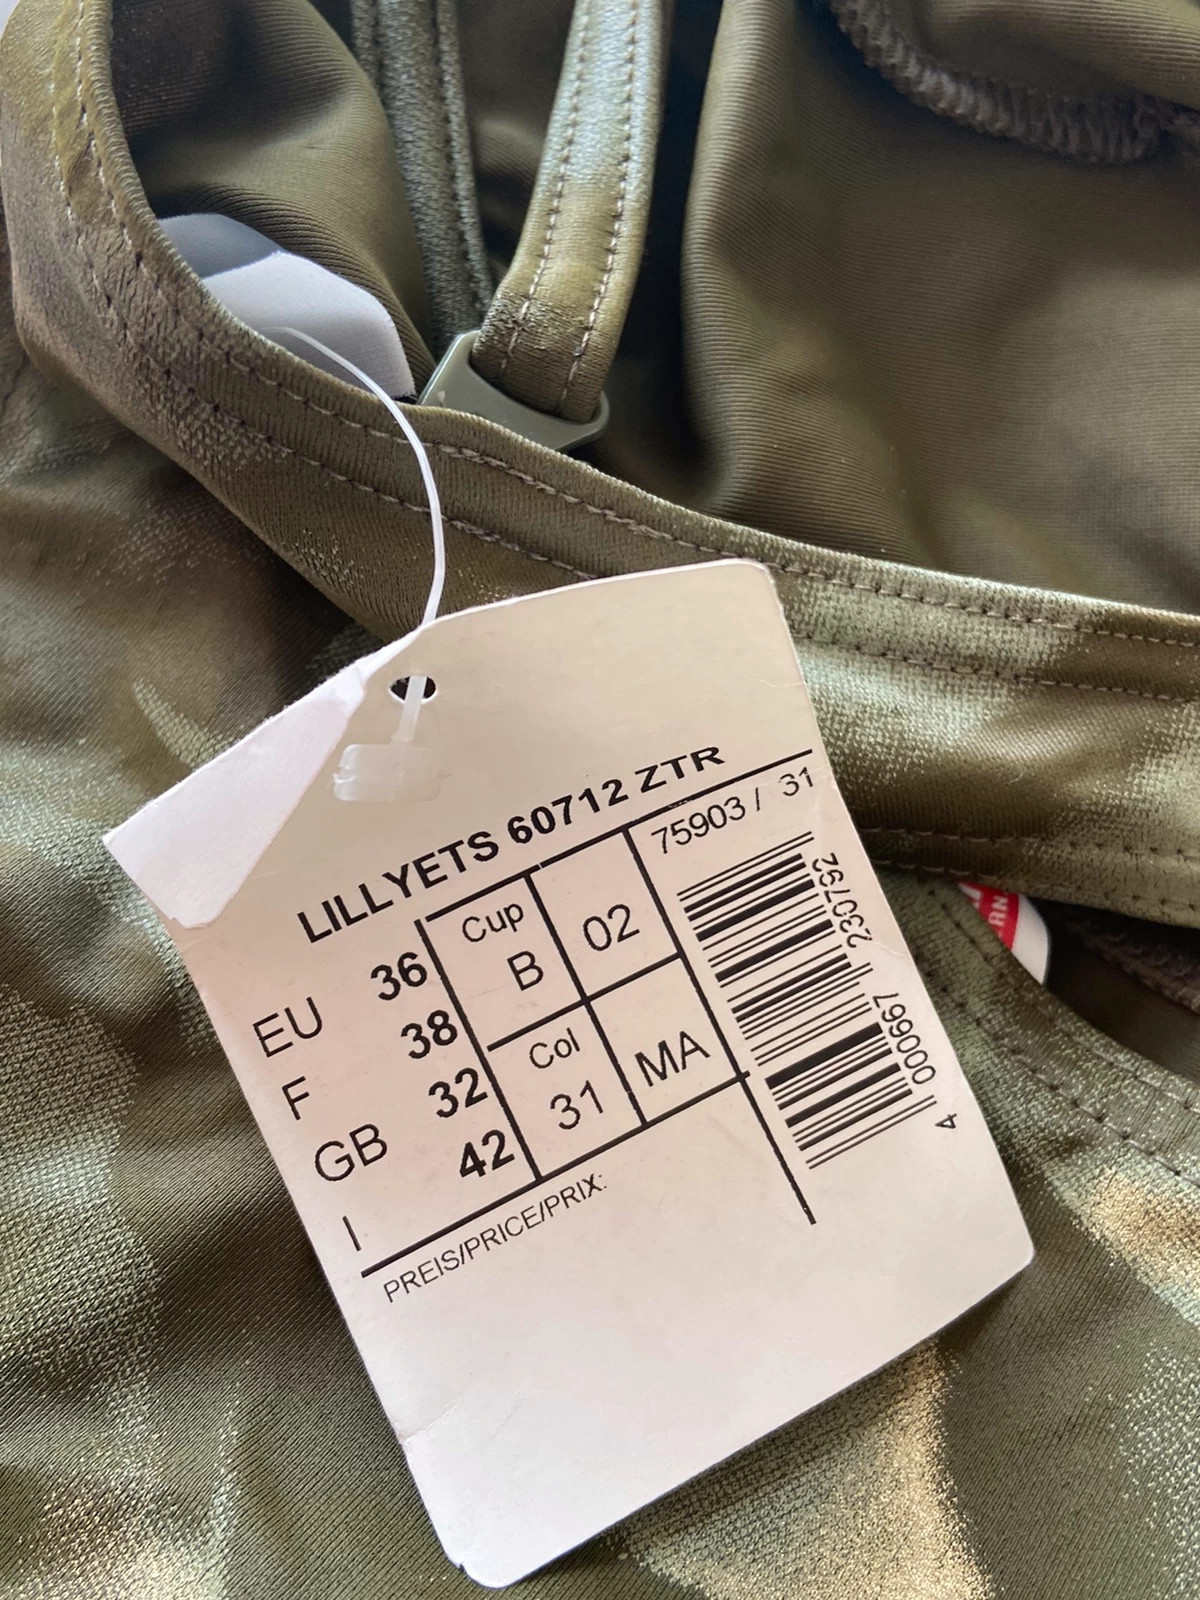 LILLYETS 60712 ZTR
75903 / 31
EU 36
F 38
GB 32
I 42
Cup
B
02
Col
31
MA
PREIS/PRICE/PRIX:
4 000667 230792